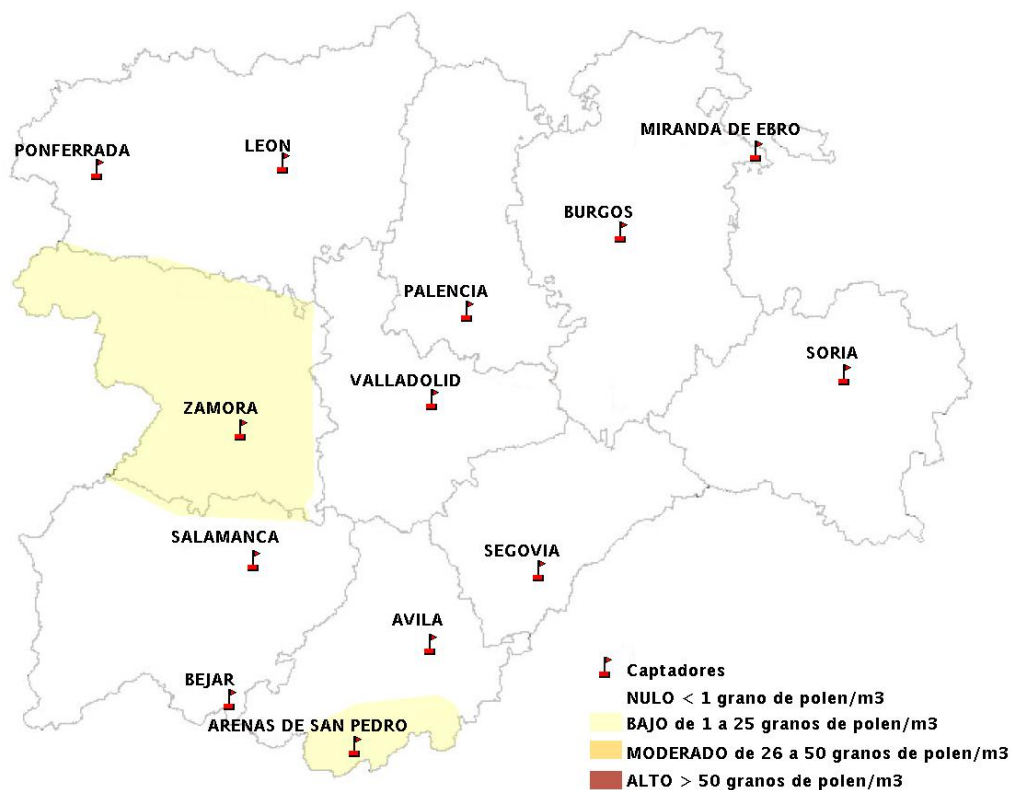 MIRANDA DE EBRO
PONFERRADA
LEON
BURGOS
PALENCIA
SORIA
VALLADOLID
ZAMORA
SALAMANCA
SEGOVIA
AVILA
BEJAR
ARENAS DE SAN PEDRO
Captadores
NULO < 1 grano de polen/m3
BAJO de 1 a 25 granos de polen/m3
MODERADO de 26 a 50 granos de polen/m3
ALTO > 50 granos de polen/m3